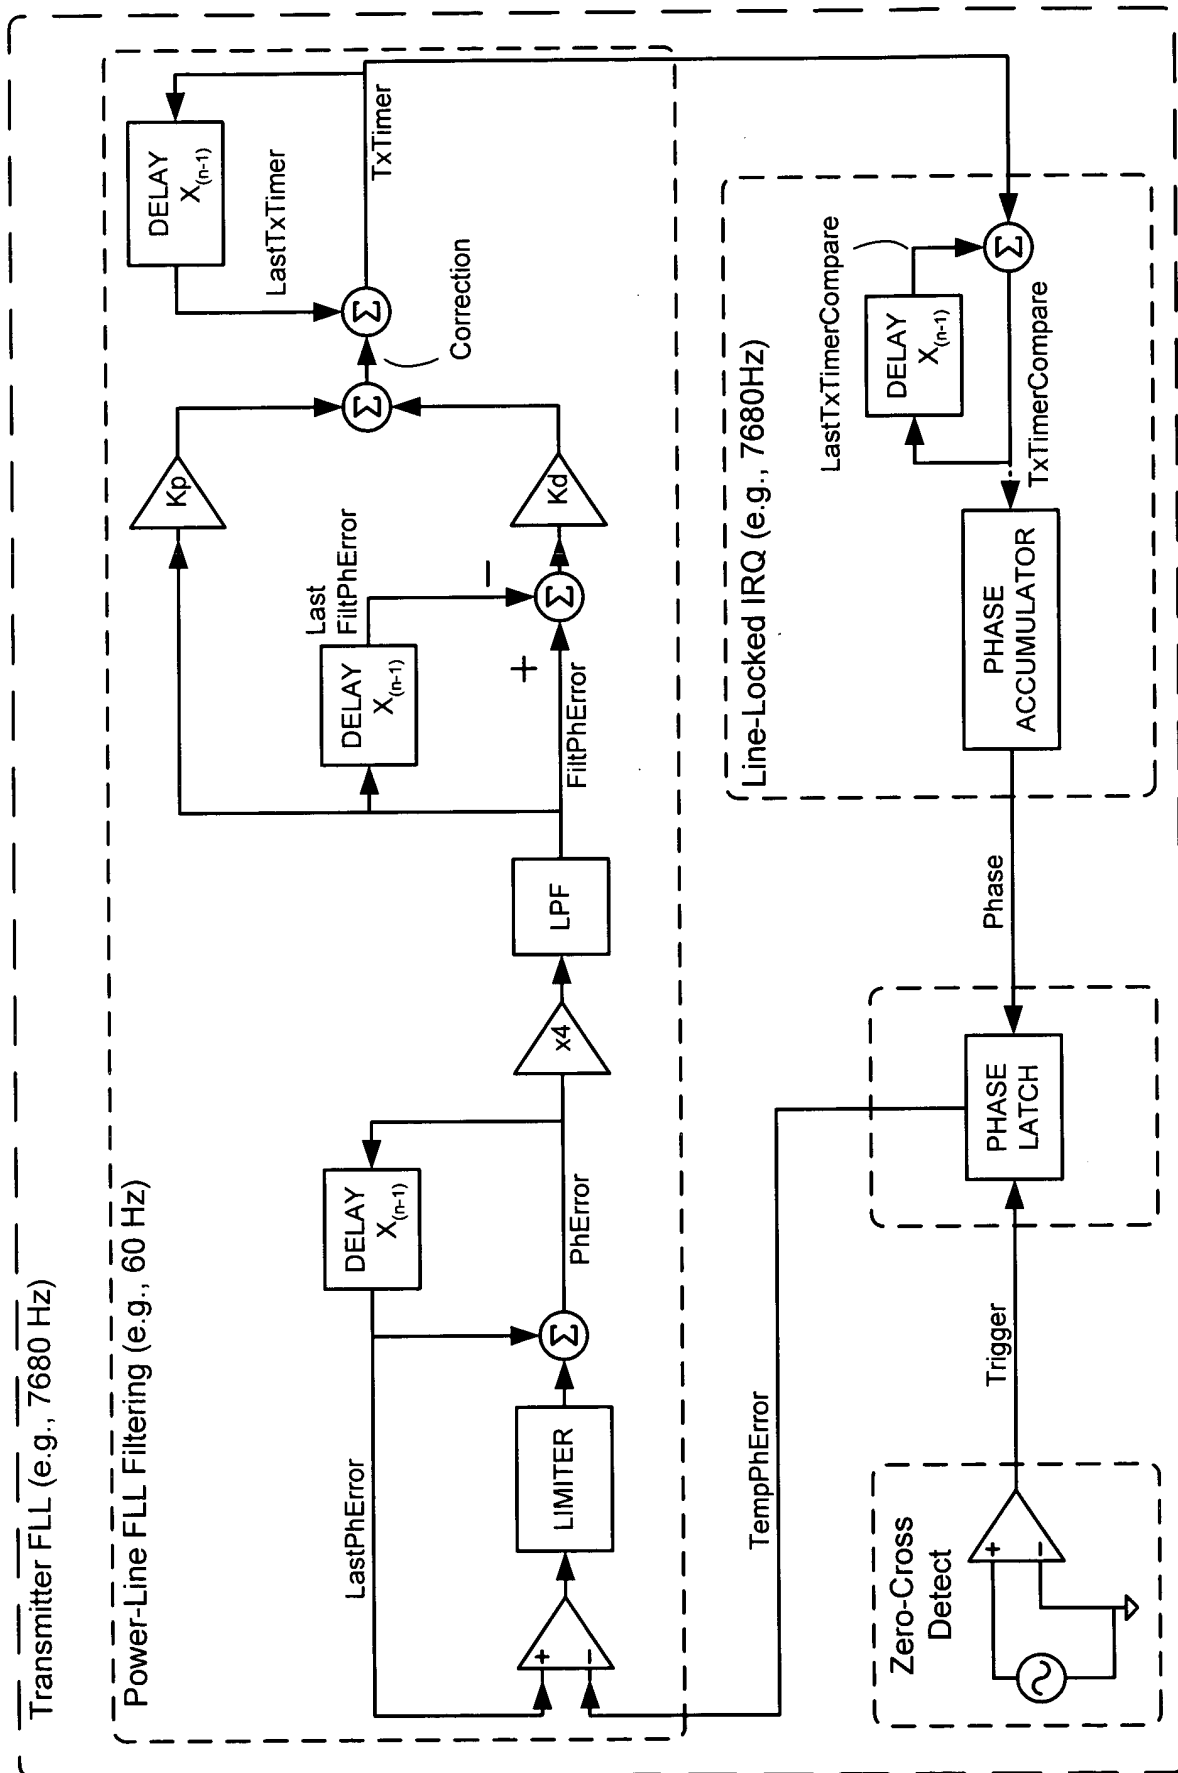 Transmitter FLL (e.g., 7680 Hz)
Power-Line FLL Filtering (e.g., 60 Hz)
LastPhError
+
−
LIMITER
Σ
DELAY
X(n-1)
PhError
x4
LPF
FiltPhError
DELAY
X(n-1)
Last
FiltPhError
+
−
Σ
Kp
Kd
Σ
Correction
Σ
LastTxTimer
DELAY
X(n-1)
TxTimer
TempPhError
Zero-Cross
Detect
+
−
Trigger
PHASE
LATCH
Phase
Line-Locked IRQ (e.g., 7680Hz)
PHASE
ACCUMULATOR
TxTimerCompare
LastTxTimerCompare
DELAY
X(n-1)
Σ